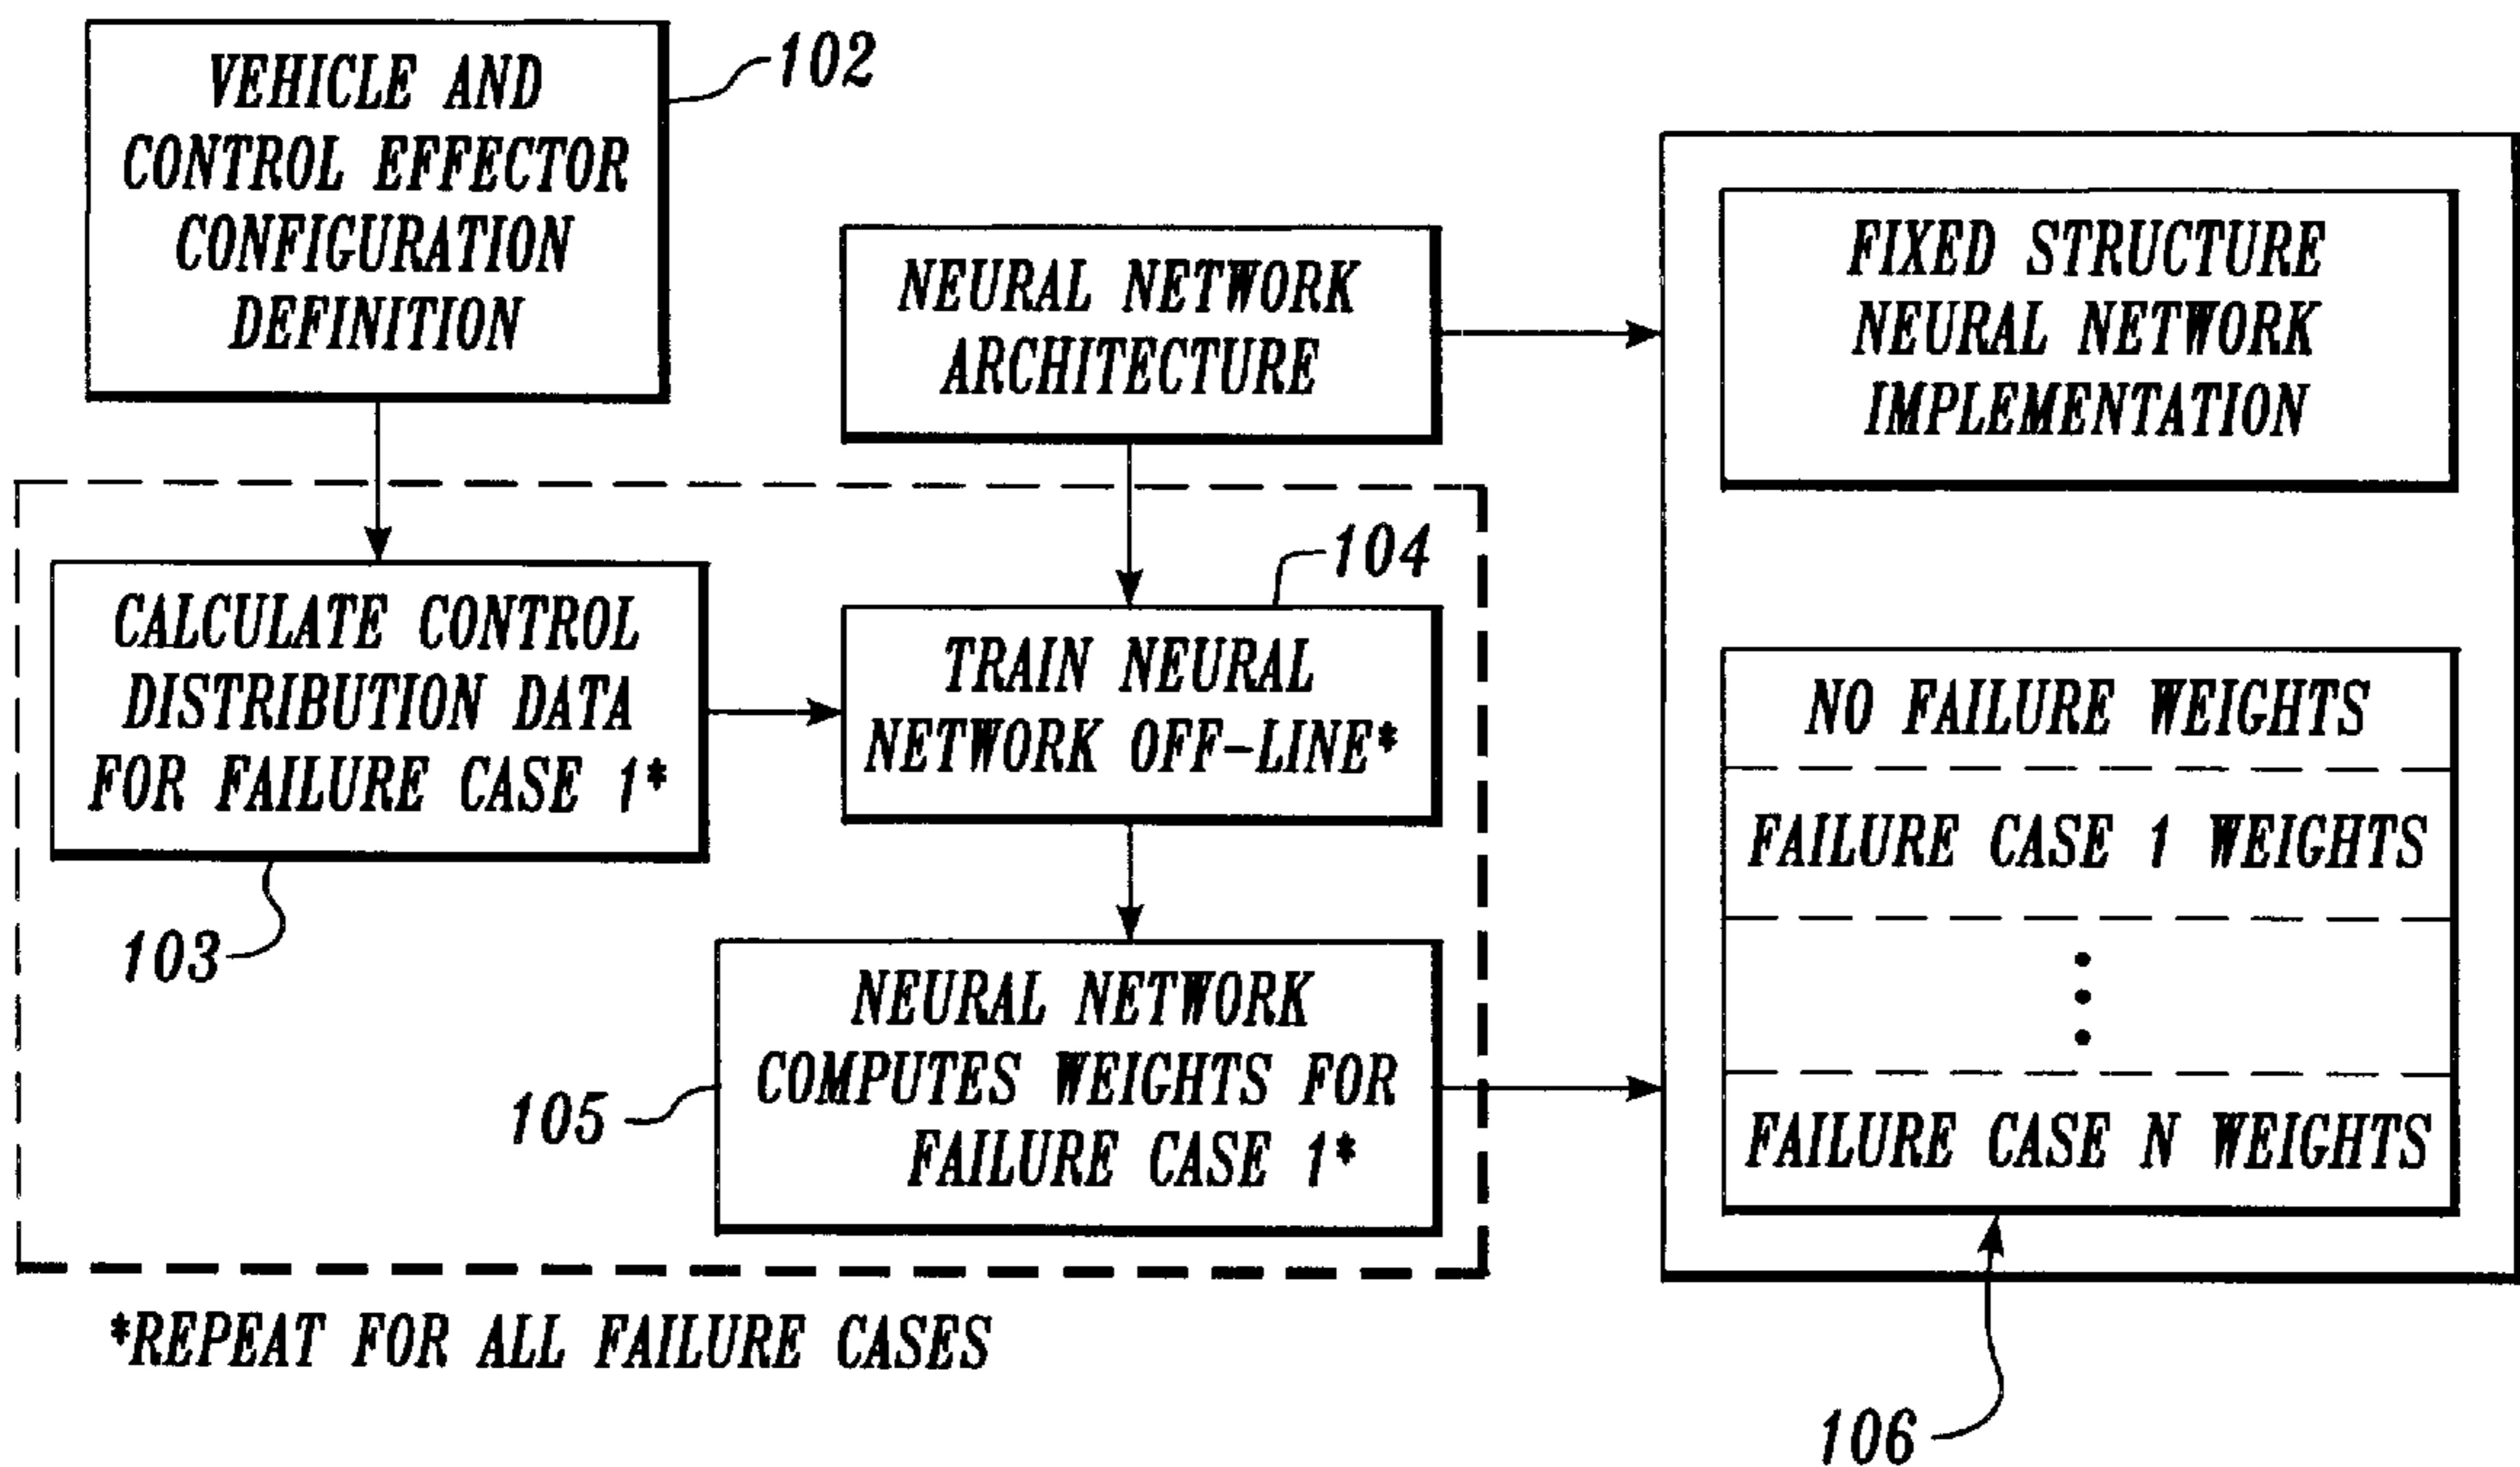 VEHICLE AND
CONTROL EFFECTOR
CONFIGURATION
DEFINITION
102
NEURAL NETWORK
ARCHITECTURE
FIXED STRUCTURE
NEURAL NETWORK
IMPLEMENTATION
CALCULATE CONTROL
DISTRIBUTION DATA
FOR FAILURE CASE 1*
103
104
TRAIN NEURAL
NETWORK OFF-LINE*
NEURAL NETWORK
COMPUTES WEIGHTS FOR
FAILURE CASE 1*
105
NO FAILURE WEIGHTS
FAILURE CASE 1 WEIGHTS
FAILURE CASE N WEIGHTS
106
*REPEAT FOR ALL FAILURE CASES